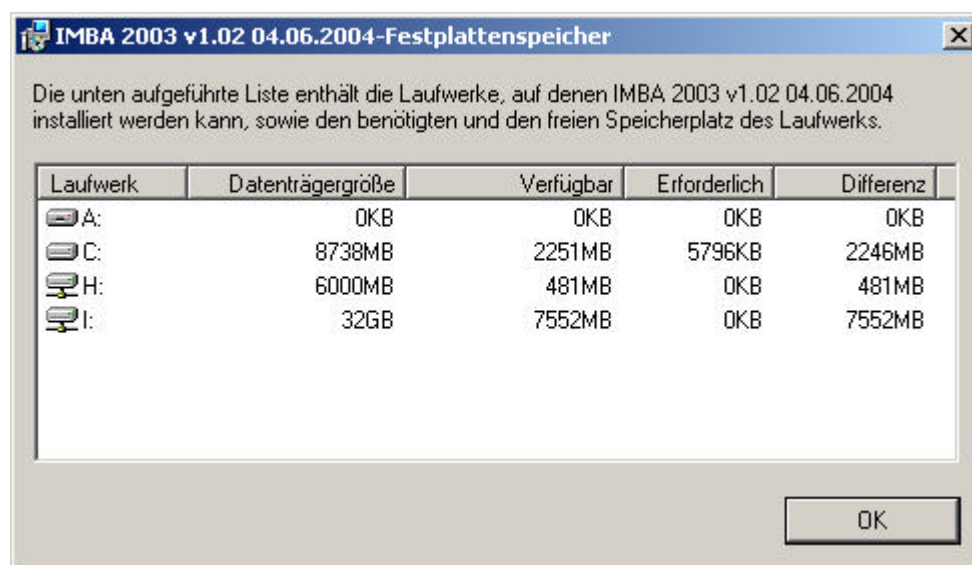 IMBA 2003 v1.02 04.06.2004-Festplattenspeicher
Die unten aufgeführte Liste enthält die Laufwerke, auf denen IMBA 2003 v1.02 04.06.2004
installiert werden kann, sowie den benötigten und den freien Speicherplatz des Laufwerks.
Laufwerk Datenträgergröße Verfügbar Erforderlich Differenz
A: 0KB 0KB 0KB 0KB
C: 8738MB 2251MB 5796KB 2246MB
H: 6000MB 481MB 0KB 481MB
I: 32GB 7552MB 0KB 7552MB
OK